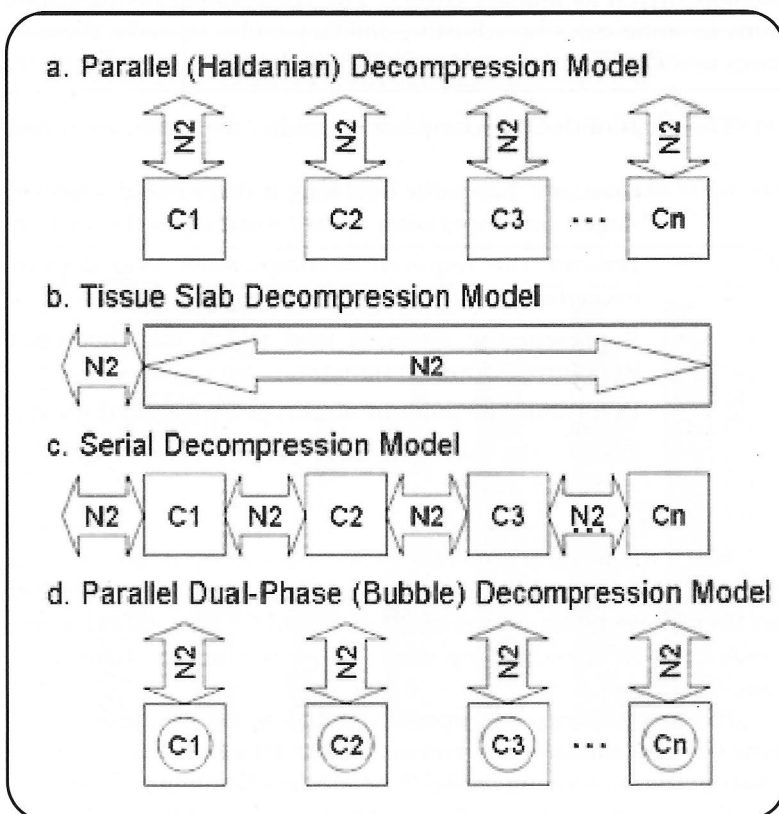 a. Parallel (Haldanian) Decompression Model
N2 N2 N2 N2
C1 C2 C3 ... Cn
b. Tissue Slab Decompression Model
N2 N2
c. Serial Decompression Model
N2 C1 N2 C2 N2 C3 N2 ... Cn
d. Parallel Dual-Phase (Bubble) Decompression Model
N2 N2 N2 N2
C1 C2 C3 ... Cn